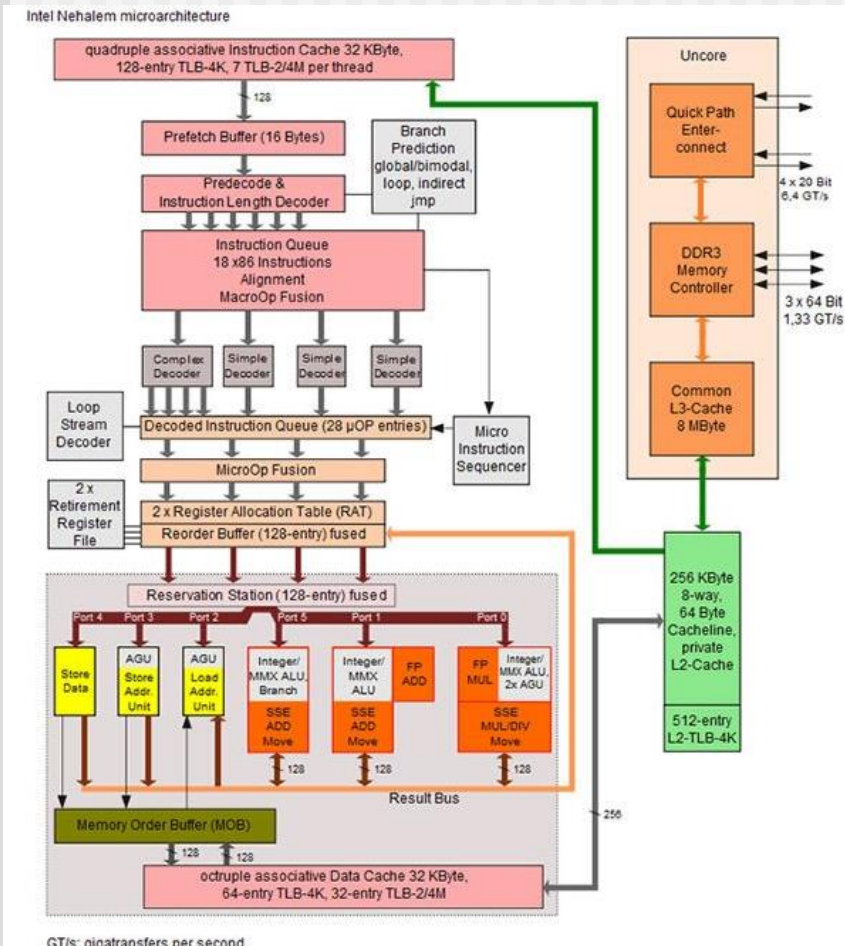 Intel Nehalem microarchitecture
quadruple associative Instruction Cache 32 KByte,
128-entry TLB-4K, 7 TLB-2/4M per thread
128
Prefetch Buffer (16 Bytes)
Predecode &
Instruction Length Decoder
Branch
Prediction
global/bimodal,
loop, indirect
jmp
Instruction Queue
18 x86 Instructions
Alignment
MacroOp Fusion
Complex
Decoder
Simple
Decoder
Simple
Decoder
Simple
Decoder
Loop
Stream
Decoder
Decoded Instruction Queue (28 µOP entries)
Micro
Instruction
Sequencer
MicroOp Fusion
2 x
Retirement
Register
File
2 x Register Allocation Table (RAT)
Reorder Buffer (128-entry) fused
Reservation Station (128-entry) fused
Port 4
Port 3
Port 2
Port 5
Port 1
Port 0
Store
Data
AGU
Store
Addr.
Unit
AGU
Load
Addr.
Unit
Integer/
MMX ALU,
Branch
SSE
ADD
Move
Integer/
MMX
ALU
SSE
ADD
Move
FP
ADD
FP
MUL
Integer/
MMX ALU,
2x AGU
SSE
MUL/DIV
Move
128
128
128
Result Bus
Memory Order Buffer (MOB)
128
128
octruple associative Data Cache 32 KByte,
64-entry TLB-4K, 32-entry TLB-2/4M
256
Uncore
Quick Path
Enter-
connect
4 x 20 Bit
6,4 GT/s
DDR3
Memory
Controller
3 x 64 Bit
1,33 GT/s
Common
L3-Cache
8 MByte
256 KByte
8-way,
64 Byte
Cacheline,
private
L2-Cache
512-entry
L2-TLB-4K
GT/s: gigatransfers per second